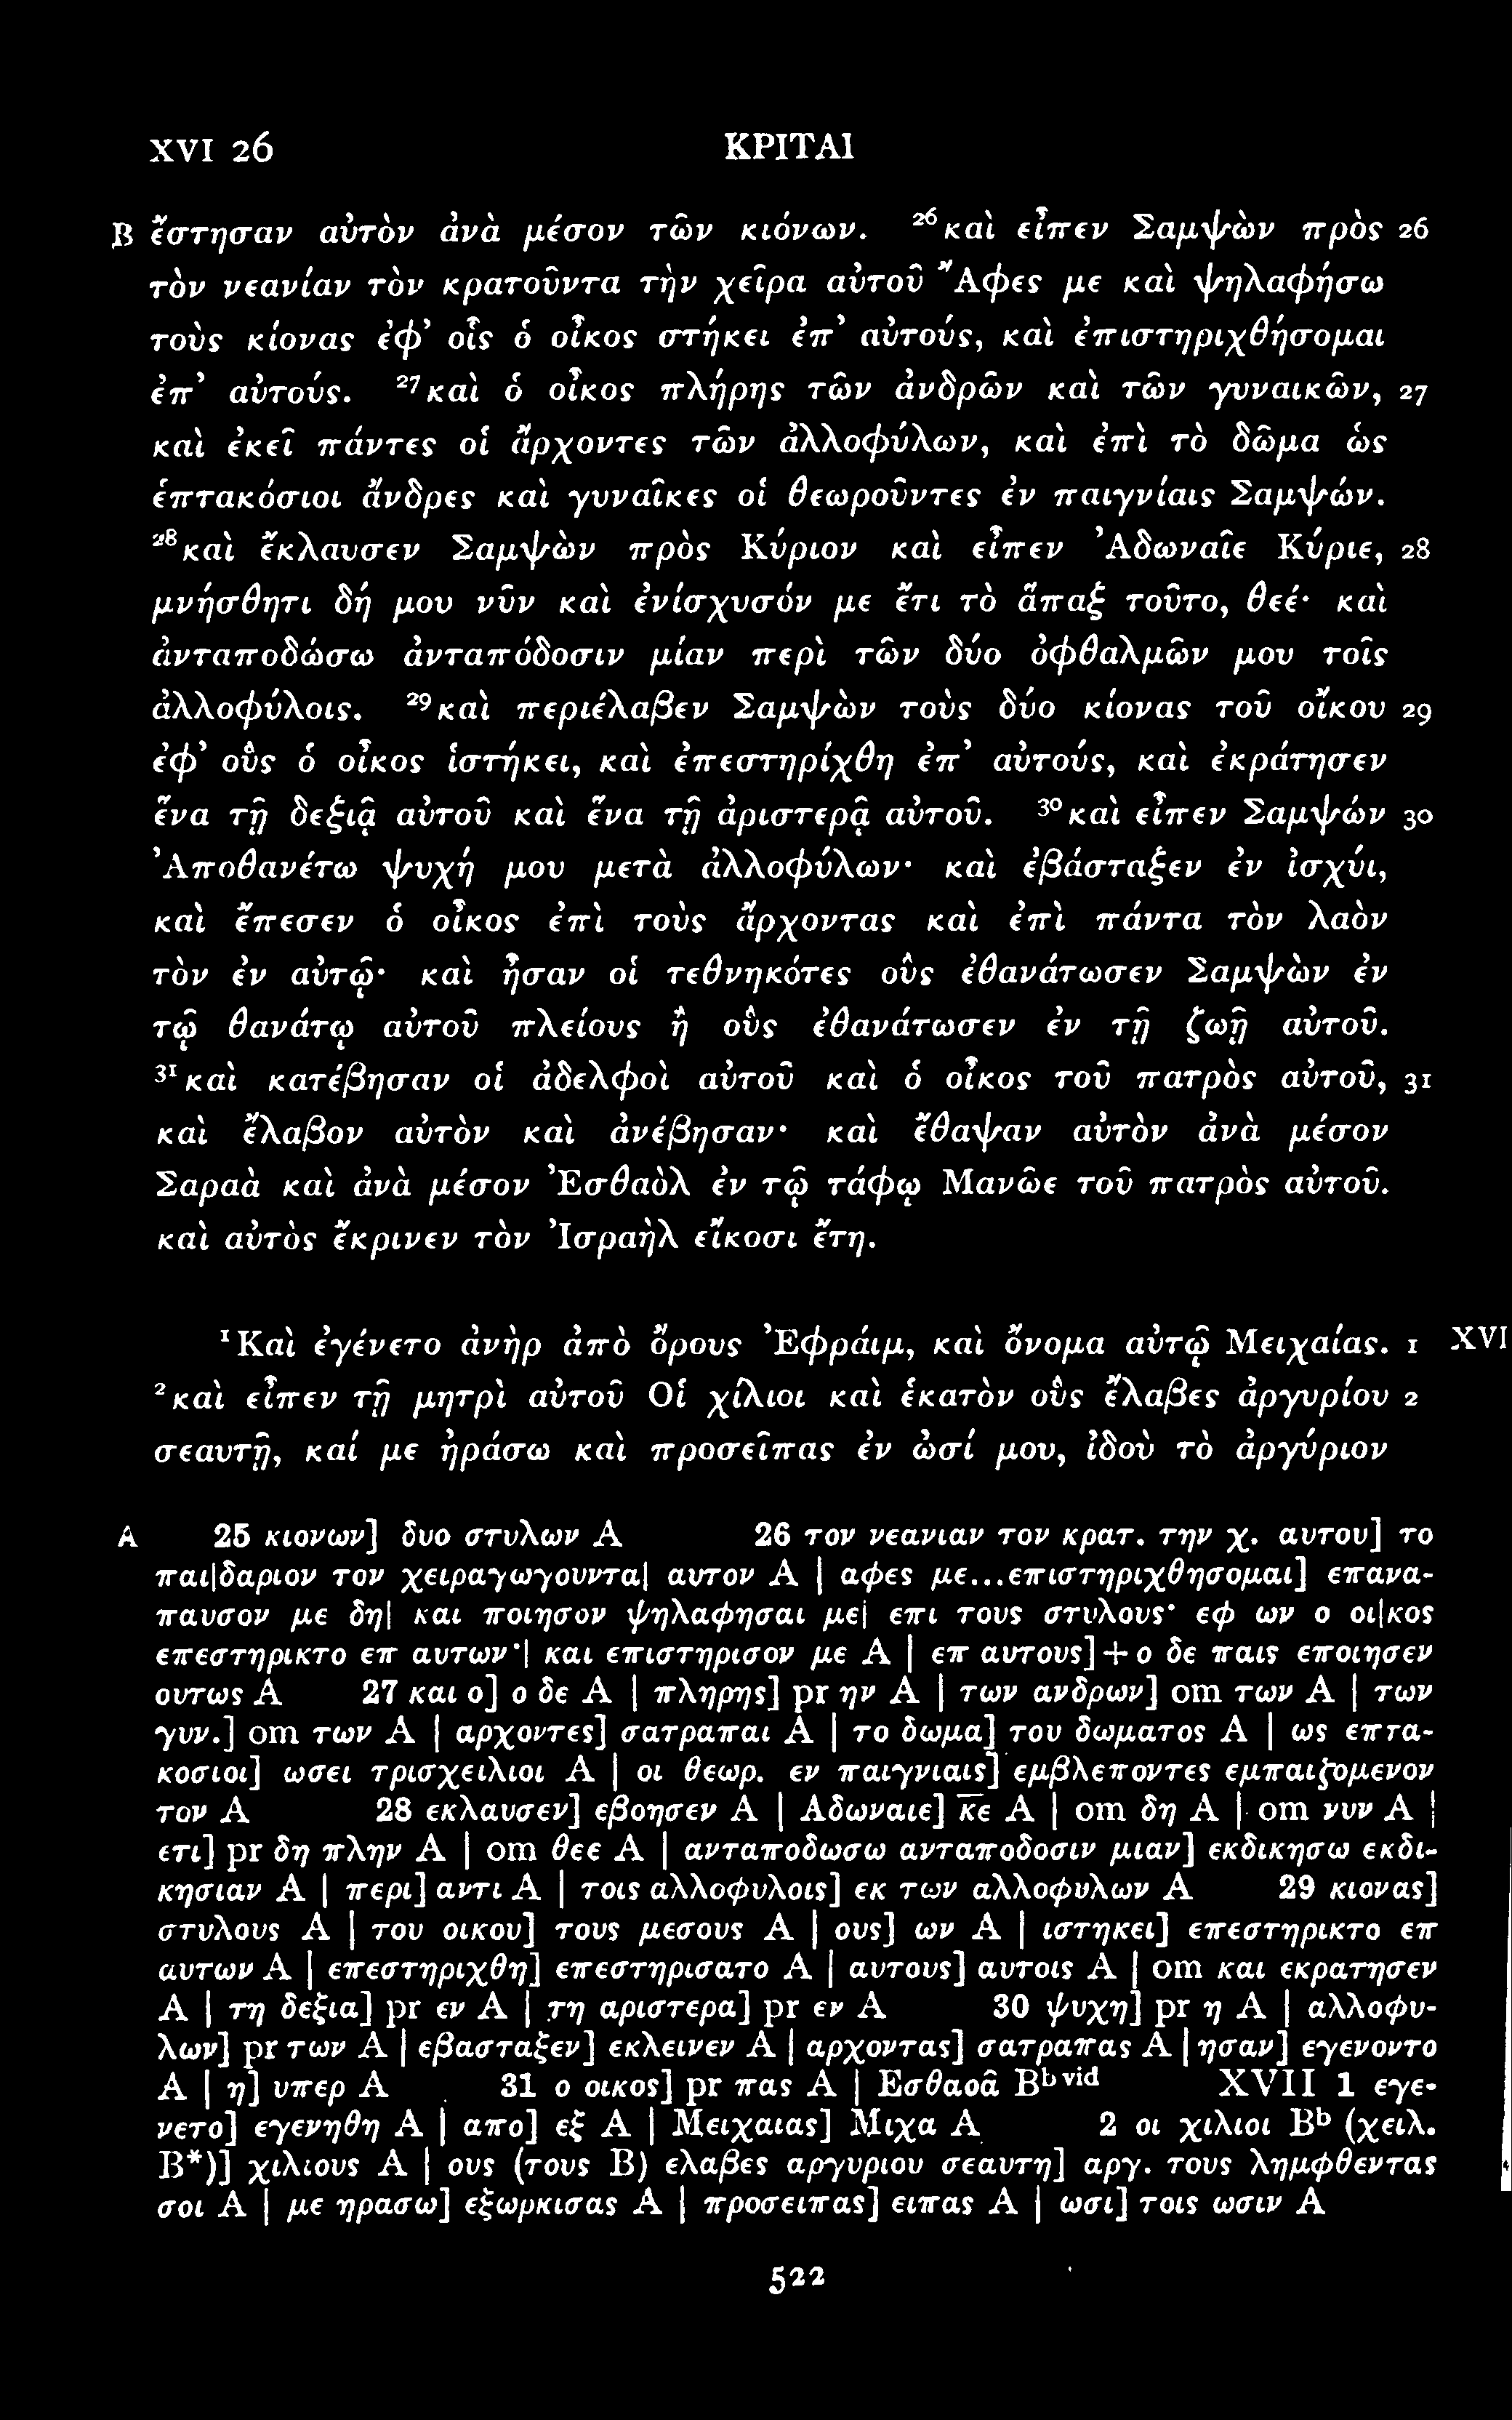 XVI 26 ΚΡΙΤΑΙ
B ἔστησαν αὐτὸν ἀνὰ μέσον τῶν κιόνων. ²⁶καὶ εἶπεν Σαμψὼν πρὸς 26
τὸν νεανίαν τὸν κρατοῦντα τὴν χεῖρα αὐτοῦ Ἄφες με καὶ ψηλαφήσω
τοὺς κίονας ἐφ’ οἷς ὁ οἶκος στήκει ἐπ’ αὐτούς, καὶ ἐπιστηριχθήσομαι
ἐπ’ αὐτούς. ²⁷καὶ ὁ οἶκος πλήρης τῶν ἀνδρῶν καὶ τῶν γυναικῶν, 27
καὶ ἐκεῖ πάντες οἱ ἄρχοντες τῶν ἀλλοφύλων, καὶ ἐπὶ τὸ δῶμα ὡς
ἑπτακόσιοι ἄνδρες καὶ γυναῖκες οἱ θεωροῦντες ἐν παιγνίαις Σαμψών.
²⁸καὶ ἔκλαυσεν Σαμψὼν πρὸς Κύριον καὶ εἶπεν Ἀδωναῖε Κύριε, 28
μνήσθητι δή μου νῦν καὶ ἐνίσχυσόν με ἔτι τὸ ἅπαξ τοῦτο, θεέ· καὶ
ἀνταποδώσω ἀνταπόδοσιν μίαν περὶ τῶν δύο ὀφθαλμῶν μου τοῖς
ἀλλοφύλοις. ²⁹καὶ περιέλαβεν Σαμψὼν τοὺς δύο κίονας τοῦ οἴκου 29
ἐφ’ οὓς ὁ οἶκος ἱστήκει, καὶ ἐπεστηρίχθη ἐπ’ αὐτούς, καὶ ἐκράτησεν
ἕνα τῇ δεξιᾷ αὐτοῦ καὶ ἕνα τῇ ἀριστερᾷ αὐτοῦ. ³⁰καὶ εἶπεν Σαμψών 30
Ἀποθανέτω ψυχή μου μετὰ ἀλλοφύλων· καὶ ἐβάσταξεν ἐν ἰσχύι,
καὶ ἔπεσεν ὁ οἶκος ἐπὶ τοὺς ἄρχοντας καὶ ἐπὶ πάντα τὸν λαὸν
τὸν ἐν αὐτῷ· καὶ ἦσαν οἱ τεθνηκότες οὓς ἐθανάτωσεν Σαμψὼν ἐν
τῷ θανάτῳ αὐτοῦ πλείους ἢ οὓς ἐθανάτωσεν ἐν τῇ ζωῇ αὐτοῦ.
³¹καὶ κατέβησαν οἱ ἀδελφοὶ αὐτοῦ καὶ ὁ οἶκος τοῦ πατρὸς αὐτοῦ, 31
καὶ ἔλαβον αὐτὸν καὶ ἀνέβησαν· καὶ ἔθαψαν αὐτὸν ἀνὰ μέσον
Σαραὰ καὶ ἀνὰ μέσον Ἐσθαὸλ ἐν τῷ τάφῳ Μανῶε τοῦ πατρὸς αὐτοῦ.
καὶ αὐτὸς ἔκρινεν τὸν Ἰσραὴλ εἴκοσι ἔτη.
¹Καὶ ἐγένετο ἀνὴρ ἀπὸ ὄρους Ἐφράιμ, καὶ ὄνομα αὐτῷ Μειχαίας. 1 XVI
²καὶ εἶπεν τῇ μητρὶ αὐτοῦ Οἱ χίλιοι καὶ ἑκατὸν οὓς ἔλαβες ἀργυρίου 2
σεαυτῇ, καί με ἠράσω καὶ προσεῖπας ἐν ὠσί μου, ἰδοὺ τὸ ἀργύριον
A 25 κιονων] δυο στυλων A 26 τον νεανιαν τον κρατ. την χ. αυτου] το
παι|δαριον τον χειραγωγουντα| αυτον A | αφες με...επιστηριχθησομαι] επανα-
παυσον με δη| και ποιησον ψηλαφησαι με| επι τους στυλους· εφ ων ο οι|κος
επεστηρικτο επ αυτων·| και επιστηρισον με A | επ αυτους] + ο δε παις εποιησεν
ουτως A 27 και ο] ο δε A | πληρης] pr ην A | των ανδρων] om των A | των
γυν.] om των A | αρχοντες] σατραπαι A | το δωμα] του δωματος A | ως επτα-
κοσιοι] ωσει τρισχειλιοι A | οι θεωρ. εν παιγνιαις] εμβλεποντες εμπαιζομενον
τον A 28 εκλαυσεν] εβοησεν A | Αδωναιε] κ̅ε̅ A | om δη A | om νυν A |
ετι] pr δη πλην A | om θεε A | ανταποδωσω ανταποδοσιν μιαν] εκδικησω εκδι-
κησιαν A | περι] αντι A | τοις αλλοφυλοις] εκ των αλλοφυλων A 29 κιονας]
στυλους A | του οικου] τους μεσους A | ους] ων A | ιστηκει] επεστηρικτο επ
αυτων A | επεστηριχθη] επεστηρισατο A | αυτους] αυτοις A | om και εκρατησεν
A | τη δεξια] pr εν A | τη αριστερα] pr εν A 30 ψυχη] pr η A | αλλοφυ-
λων] pr των A | εβασταξεν] εκλεινεν A | αρχοντας] σατραπας A | ησαν] εγενοντο
A | η] υπερ A 31 ο οικος] pr πας A | Εσθαοᾶ Bᵇ ᵛⁱᵈ XVII 1 εγε-
νετο] εγενηθη A | απο] εξ A | Μειχαιας] Μιχα A 2 οι χιλιοι Bᵇ (χειλ.
B*)] χιλιους A | ους (τους B) ελαβες αργυριου σεαυτη] αργ. τους λημφθεντας
σοι A | με ηρασω] εξωρκισας A | προσειπας] ειπας A | ωσι] τοις ωσιν A
522